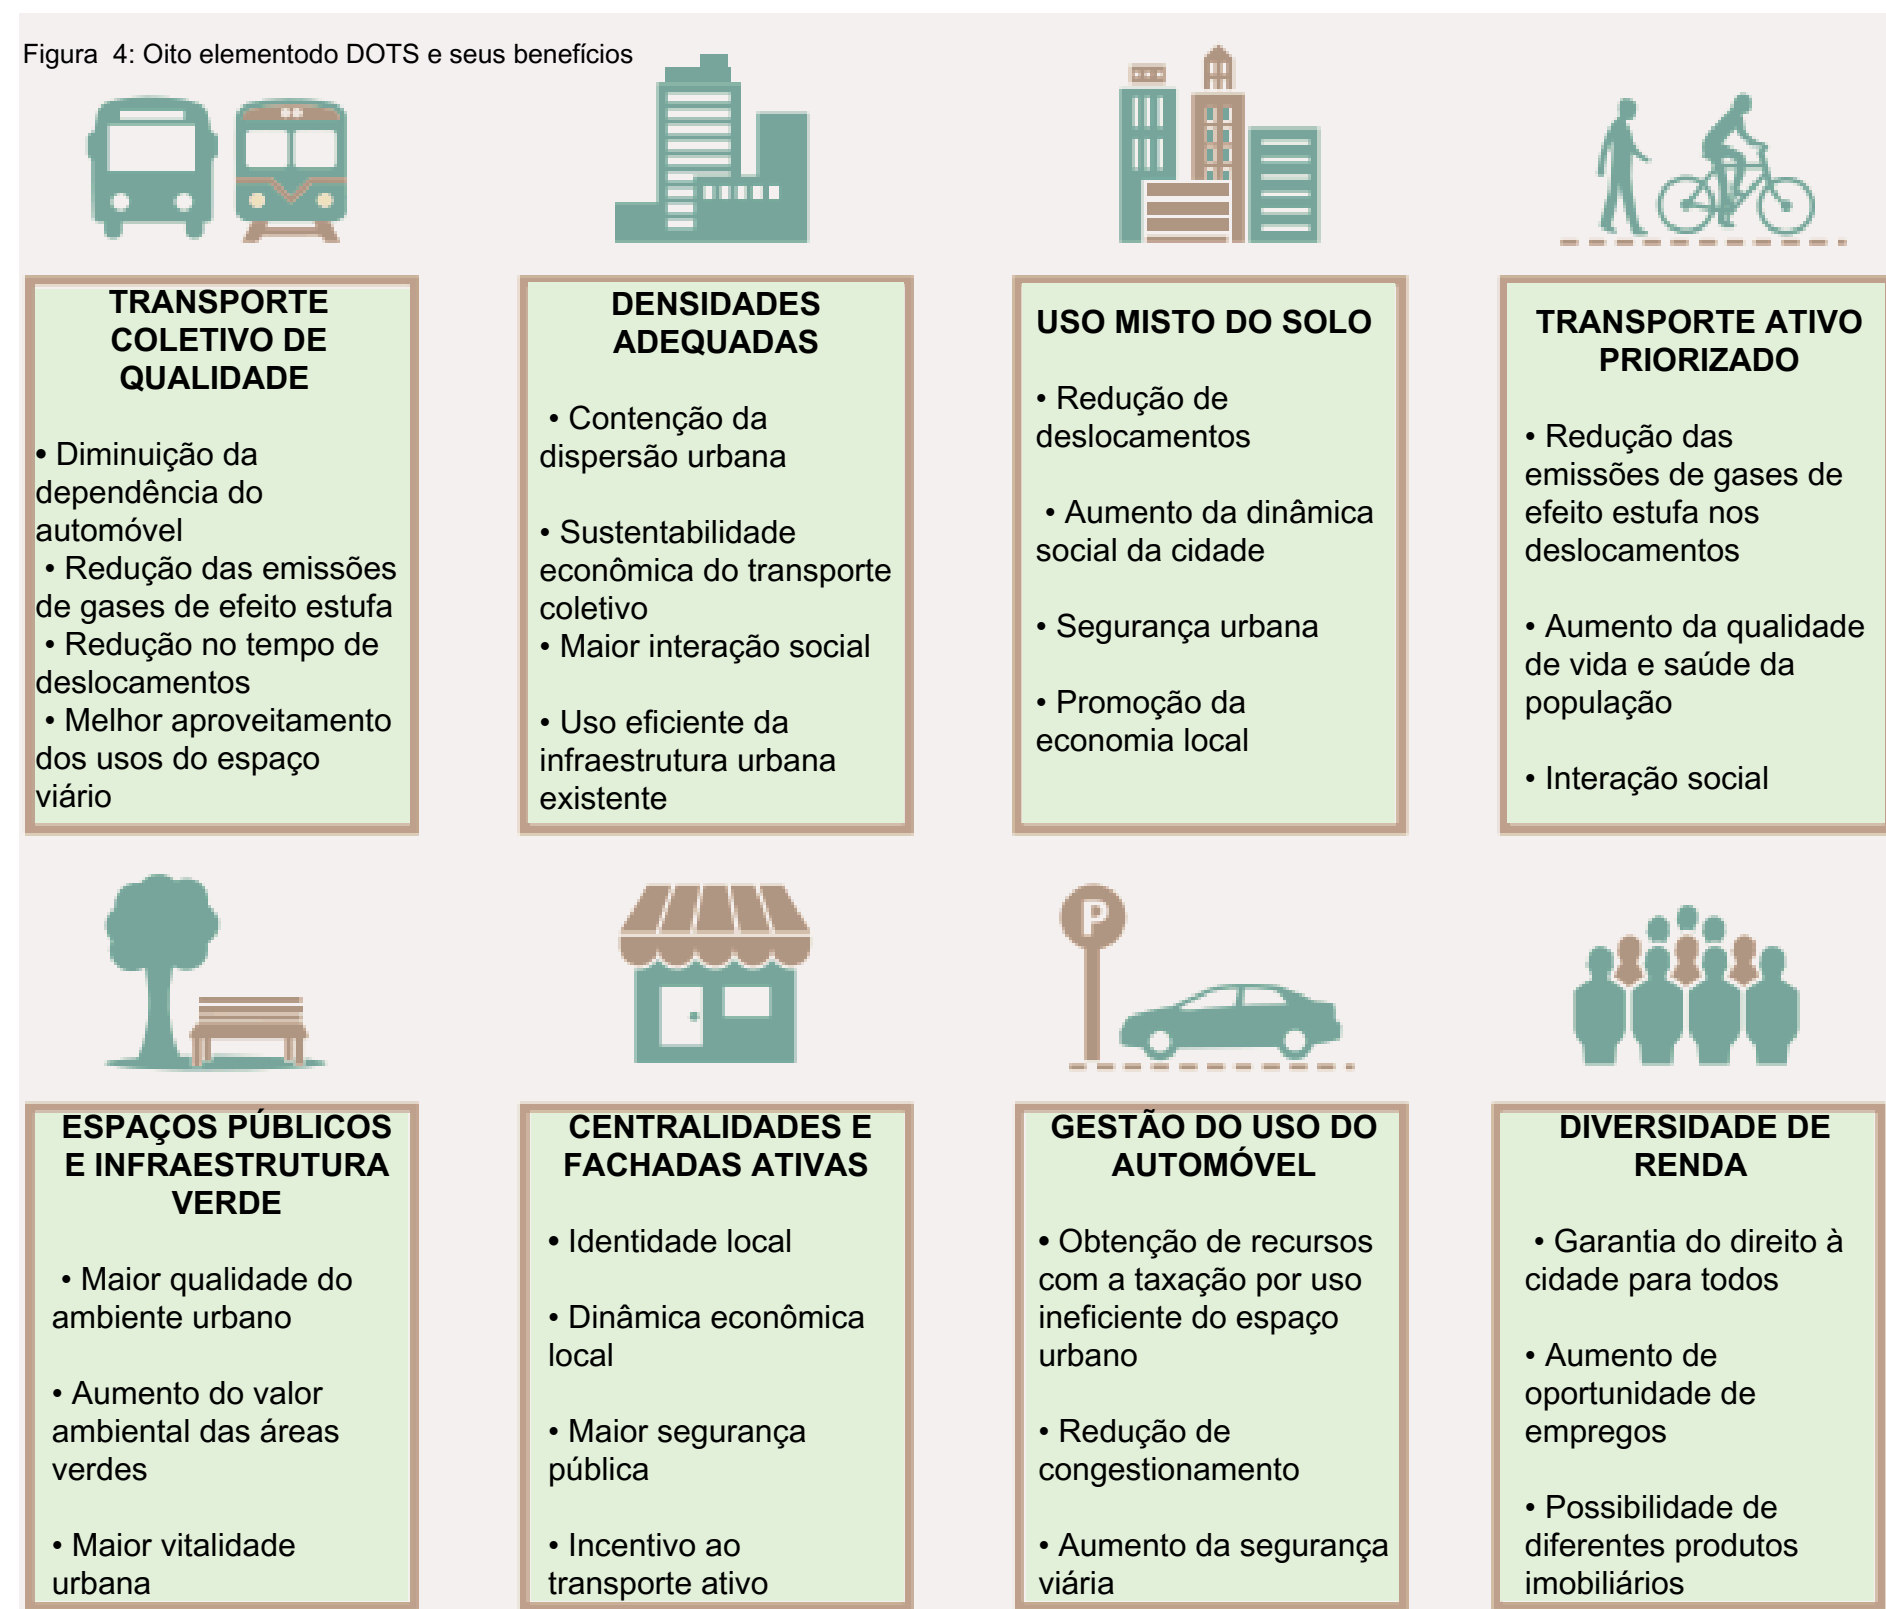 Figura 4: Oito elementodo DOTS e seus benefícios
TRANSPORTE
COLETIVO DE
QUALIDADE
• Diminuição da
dependência do
automóvel
• Redução das emissões
de gases de efeito estufa
• Redução no tempo de
deslocamentos
• Melhor aproveitamento
dos usos do espaço
viário
DENSIDADES
ADEQUADAS
• Contenção da
dispersão urbana
• Sustentabilidade
econômica do transporte
coletivo
• Maior interação social
• Uso eficiente da
infraestrutura urbana
existente
USO MISTO DO SOLO
• Redução de
deslocamentos
• Aumento da dinâmica
social da cidade
• Segurança urbana
• Promoção da
economia local
TRANSPORTE ATIVO
PRIORIZADO
• Redução das
emissões de gases de
efeito estufa nos
deslocamentos
• Aumento da qualidade
de vida e saúde da
população
• Interação social
ESPAÇOS PÚBLICOS
E INFRAESTRUTURA
VERDE
• Maior qualidade do
ambiente urbano
• Aumento do valor
ambiental das áreas
verdes
• Maior vitalidade
urbana
CENTRALIDADES E
FACHADAS ATIVAS
• Identidade local
• Dinâmica econômica
local
• Maior segurança
pública
• Incentivo ao
transporte ativo
P
GESTÃO DO USO DO
AUTOMÓVEL
• Obtenção de recursos
com a taxação por uso
ineficiente do espaço
urbano
• Redução de
congestionamento
• Aumento da segurança
viária
DIVERSIDADE DE
RENDA
• Garantia do direito à
cidade para todos
• Aumento de
oportunidade de
empregos
• Possibilidade de
diferentes produtos
imobiliários